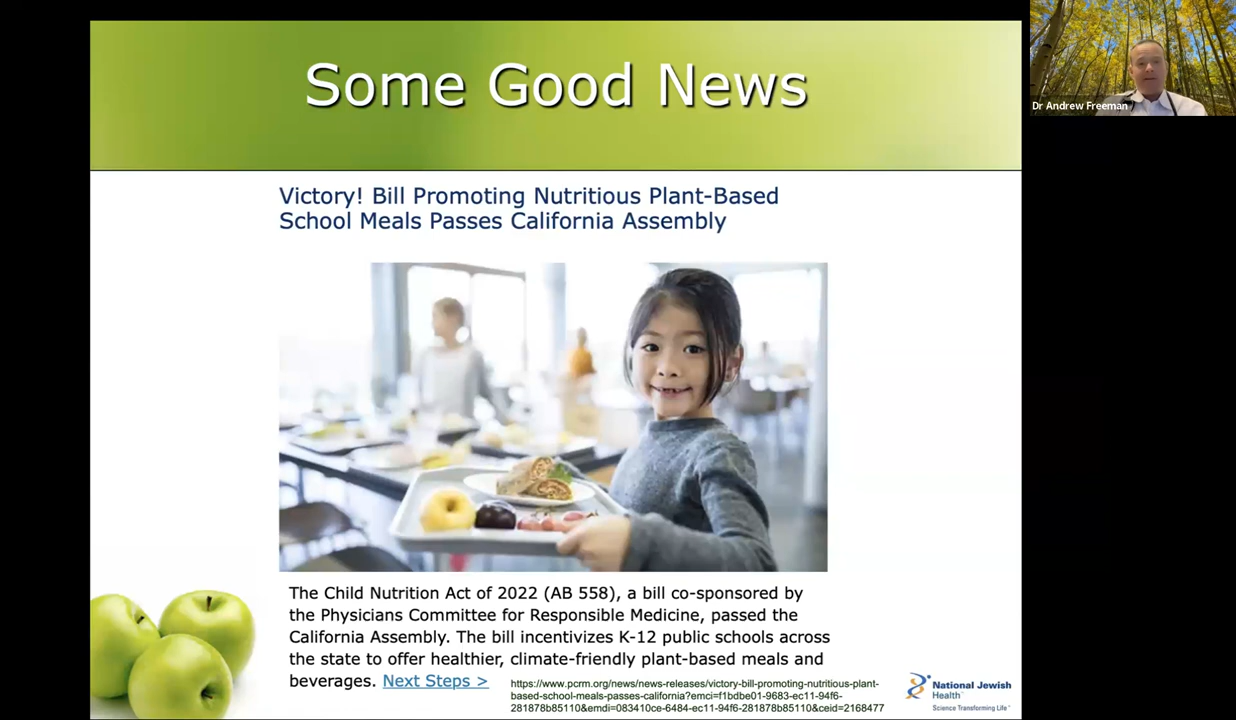 Some Good News
Dr Andrew Freeman
Victory! Bill Promoting Nutritious Plant-Based
School Meals Passes California Assembly
The Child Nutrition Act of 2022 (AB 558), a bill co-sponsored by
the Physicians Committee for Responsible Medicine, passed the
California Assembly. The bill incentivizes K-12 public schools across
the state to offer healthier, climate-friendly plant-based meals and
beverages. Next Steps >
https://www.pcrm.org/news/news-releases/victory-bill-promoting-nutritious-plant-
based-school-meals-passes-california?emci=f1bdbe01-9683-ec11-94f6-
281878b85110&emdi=083410ce-6484-ec11-94f6-281878b85110&ceid=2168477
National Jewish
Health™
Science Transforming Life™